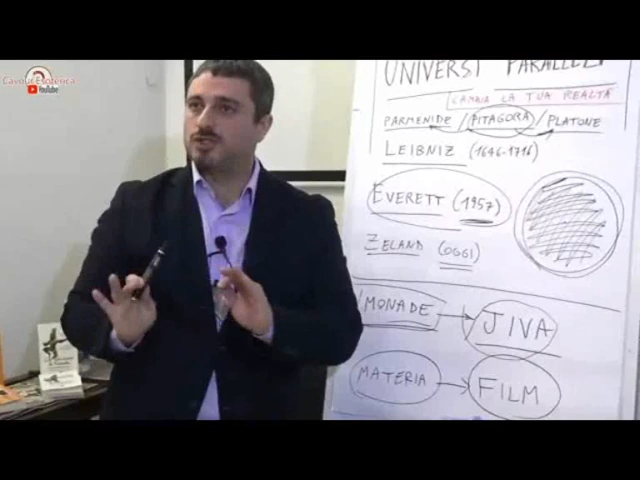 Cavour Esoterica
YouTube
UNIVERSI PARALLELI
CAMBIA LA TUA REALTÀ
PARMENIDE / PITAGORA / PLATONE
LEIBNIZ (1646-1716)
EVERETT (1957)
ZELAND (OGGI)
MONADE → JIVA
MATERIA → FILM